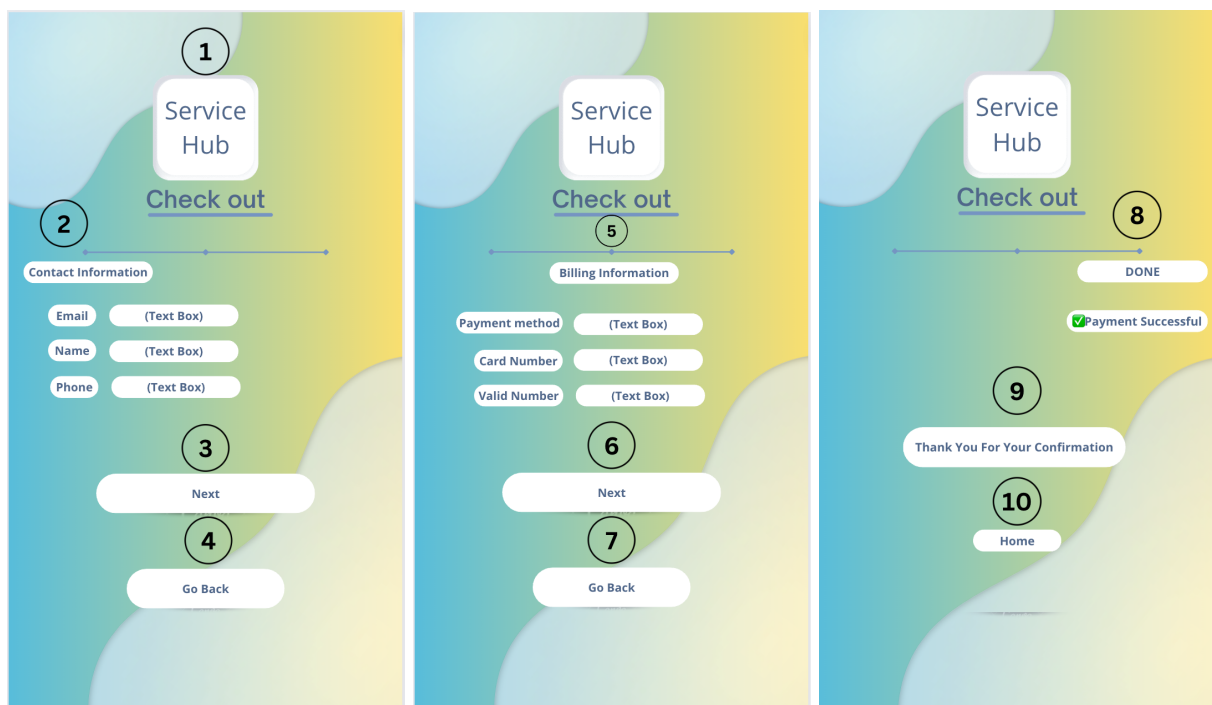 1
Service
Hub
Check out
2
Contact Information
Email (Text Box)
Name (Text Box)
Phone (Text Box)
3
Next
4
Go Back
Service
Hub
Check out
5
Billing Information
Payment method (Text Box)
Card Number (Text Box)
Valid Number (Text Box)
6
Next
7
Go Back
Service
Hub
Check out
8
DONE
✅Payment Successful
9
Thank You For Your Confirmation
10
Home